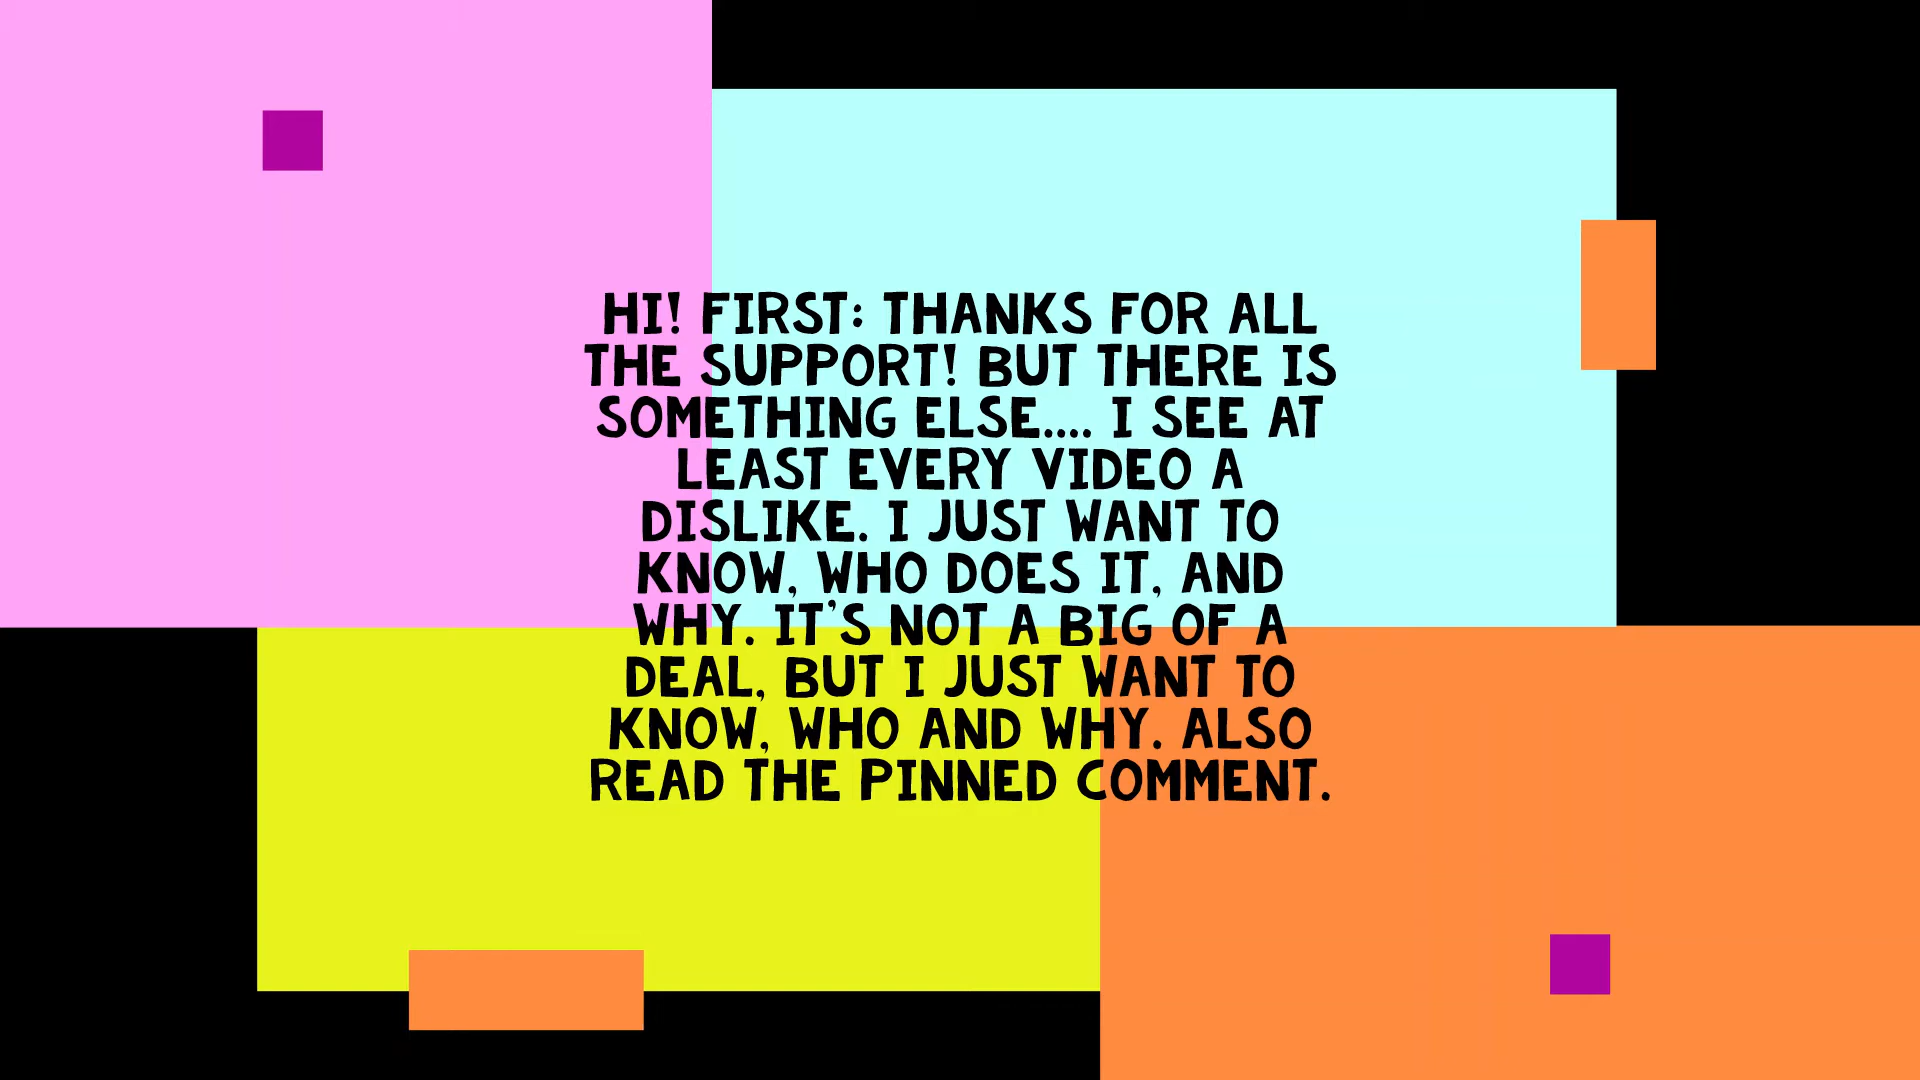 HI! FIRST: THANKS FOR ALL
THE SUPPORT! BUT THERE IS
SOMETHING ELSE.... I SEE AT
LEAST EVERY VIDEO A
DISLIKE. I JUST WANT TO
KNOW, WHO DOES IT, AND
WHY. IT'S NOT A BIG OF A
DEAL, BUT I JUST WANT TO
KNOW, WHO AND WHY. ALSO
READ THE PINNED COMMENT.